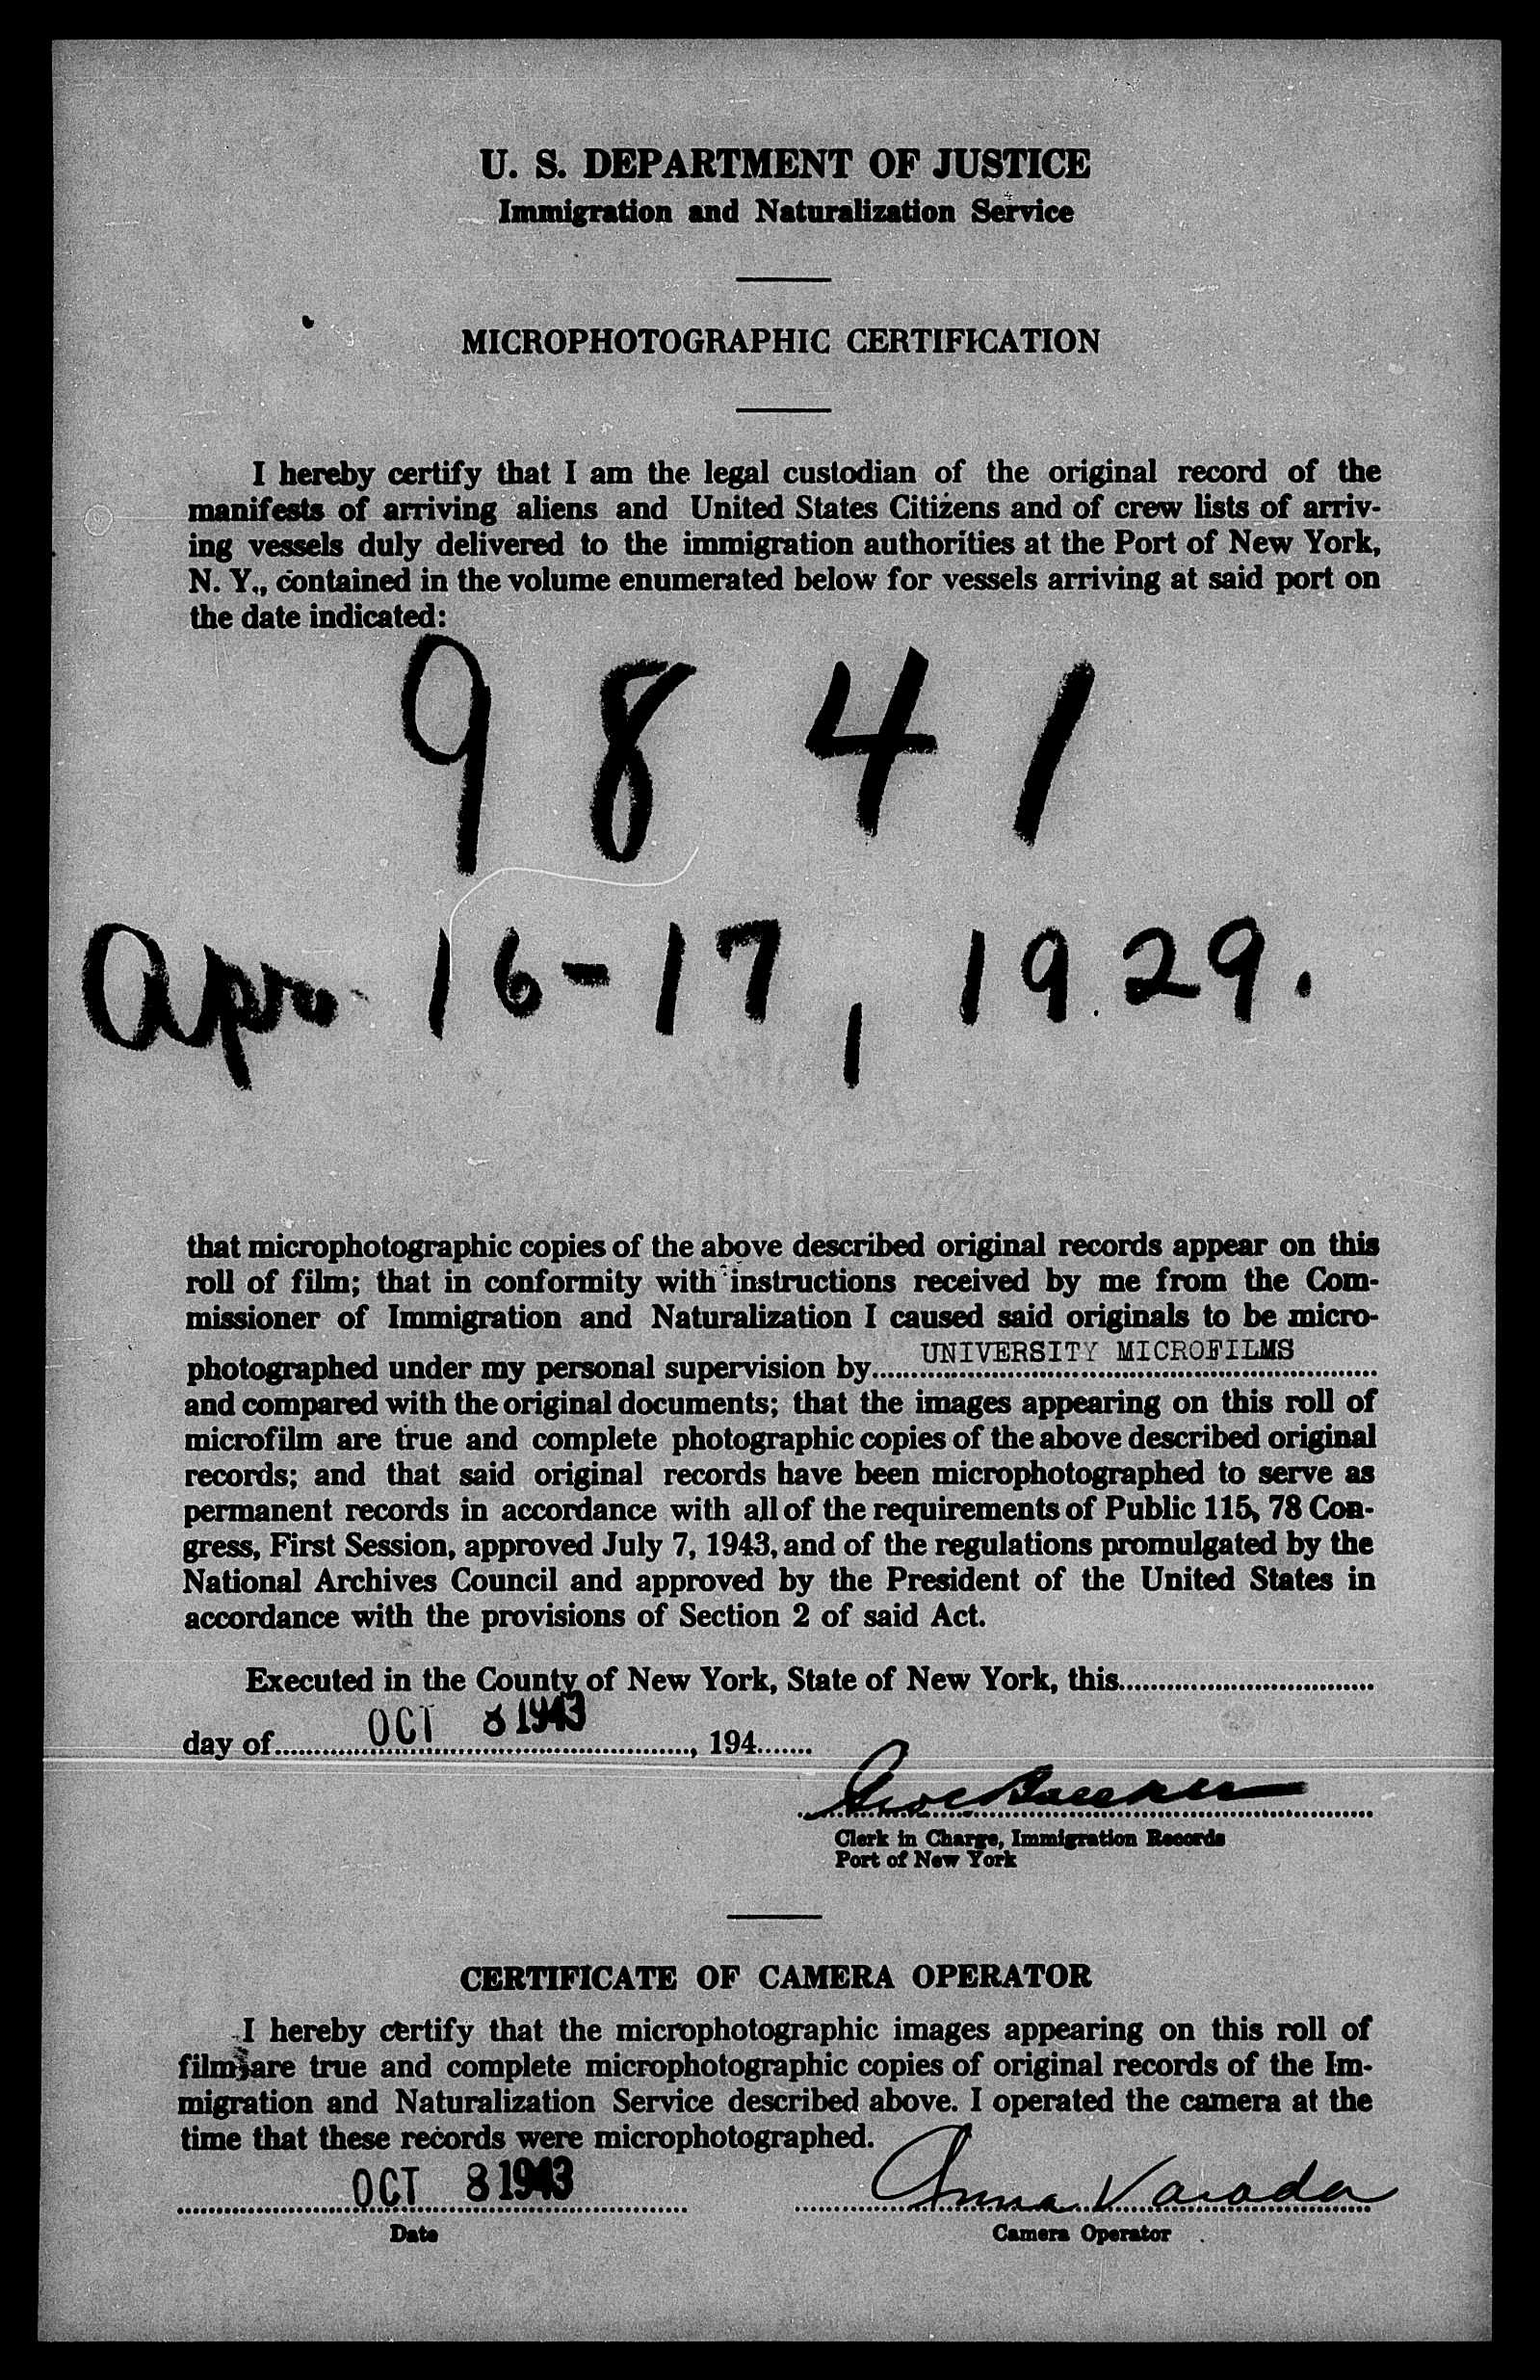 U. S. DEPARTMENT OF JUSTICE
Immigration and Naturalization Service
MICROPHOTOGRAPHIC CERTIFICATION
I hereby certify that I am the legal custodian of the original record of the
manifests of arriving aliens and United States Citizens and of crew lists of arriv-
ing vessels duly delivered to the immigration authorities at the Port of New York,
N. Y., contained in the volume enumerated below for vessels arriving at said port on
the date indicated:
9841
Apr. 16-17, 1929.
that microphotographic copies of the above described original records appear on this
roll of film; that in conformity with instructions received by me from the Com-
missioner of Immigration and Naturalization I caused said originals to be micro-
photographed under my personal supervision by UNIVERSITY MICROFILMS
and compared with the original documents; that the images appearing on this roll of
microfilm are true and complete photographic copies of the above described original
records; and that said original records have been microphotographed to serve as
permanent records in accordance with all of the requirements of Public 115, 78 Con-
gress, First Session, approved July 7, 1943, and of the regulations promulgated by the
National Archives Council and approved by the President of the United States in
accordance with the provisions of Section 2 of said Act.
Executed in the County of New York, State of New York, this
day of OCT 8 1943, 194
Clerk in Charge, Immigration Records
Port of New York
CERTIFICATE OF CAMERA OPERATOR
I hereby certify that the microphotographic images appearing on this roll of
film are true and complete microphotographic copies of original records of the Im-
migration and Naturalization Service described above. I operated the camera at the
time that these records were microphotographed.
OCT 8 1943 Anna Varada
Date Camera Operator